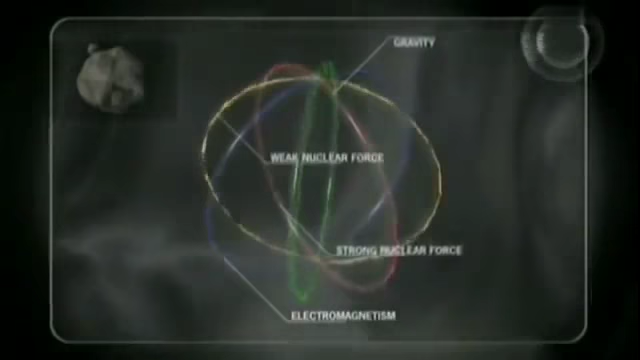 GRAVITY
WEAK NUCLEAR FORCE
STRONG NUCLEAR FORCE
ELECTROMAGNETISM